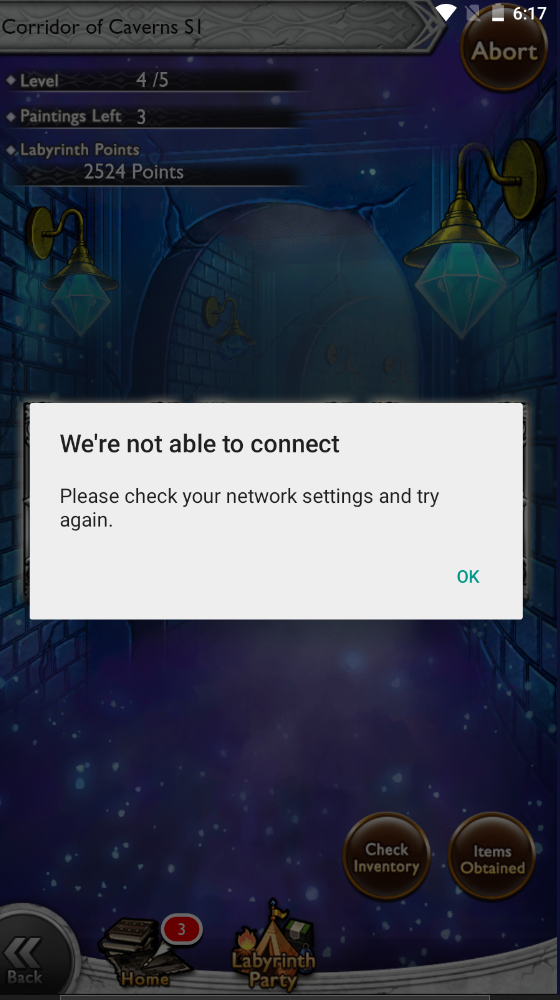 6:17
Corridor of Caverns S1
Abort
Level 4 /5
Paintings Left 3
Labyrinth Points
2524 Points
We're not able to connect
Please check your network settings and try
again.
OK
Check
Inventory
Items
Obtained
Back
Home
3
Labyrinth
Party